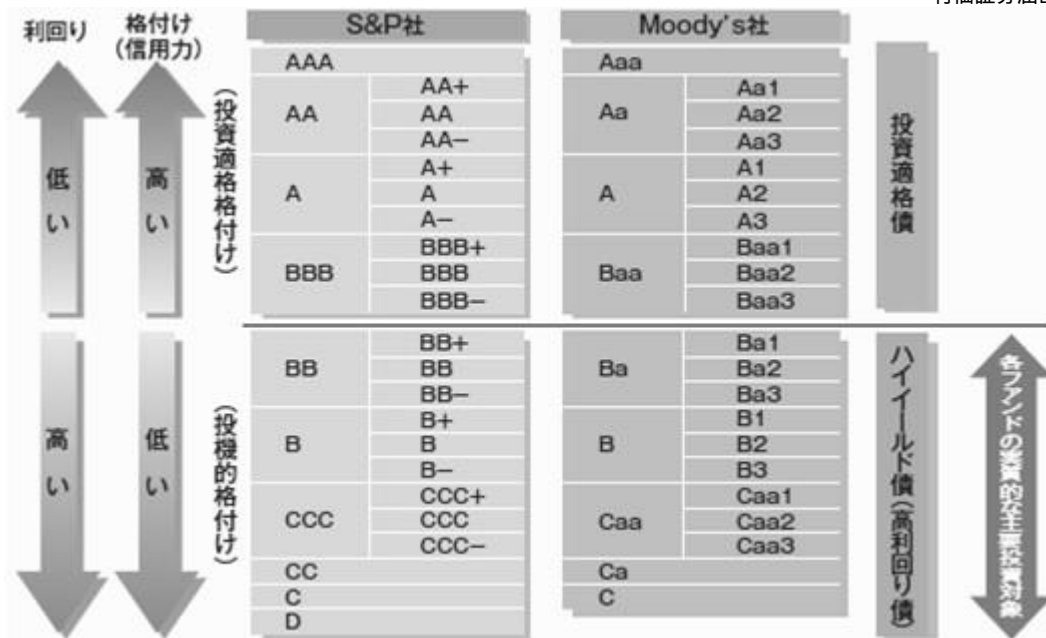 利回り
格付け
(信用力)
S&P社
Moody's社
低い
高い
(投資適格格付け)
AAA
Aaa
AA
AA+
AA
AA−
Aa
Aa1
Aa2
Aa3
A
A+
A
A−
A
A1
A2
A3
BBB
BBB+
BBB
BBB−
Baa
Baa1
Baa2
Baa3
投資適格債
高い
低い
(投機的格付け)
BB
BB+
BB
BB−
Ba
Ba1
Ba2
Ba3
B
B+
B
B−
B
B1
B2
B3
CCC
CCC+
CCC
CCC−
Caa
Caa1
Caa2
Caa3
CC
Ca
C
C
D
ハイイールド債(高利回り債)
各ファンドの実質的な主要投資対象